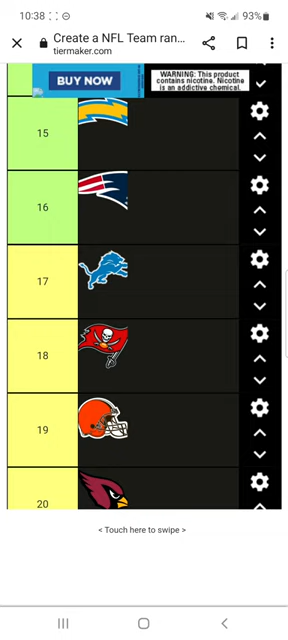 10:38
93%
Create a NFL Team ran...
tiermaker.com
BUY NOW
WARNING: This product
contains nicotine. Nicotine
is an addictive chemical.
15
16
17
18
19
20
< Touch here to swipe >